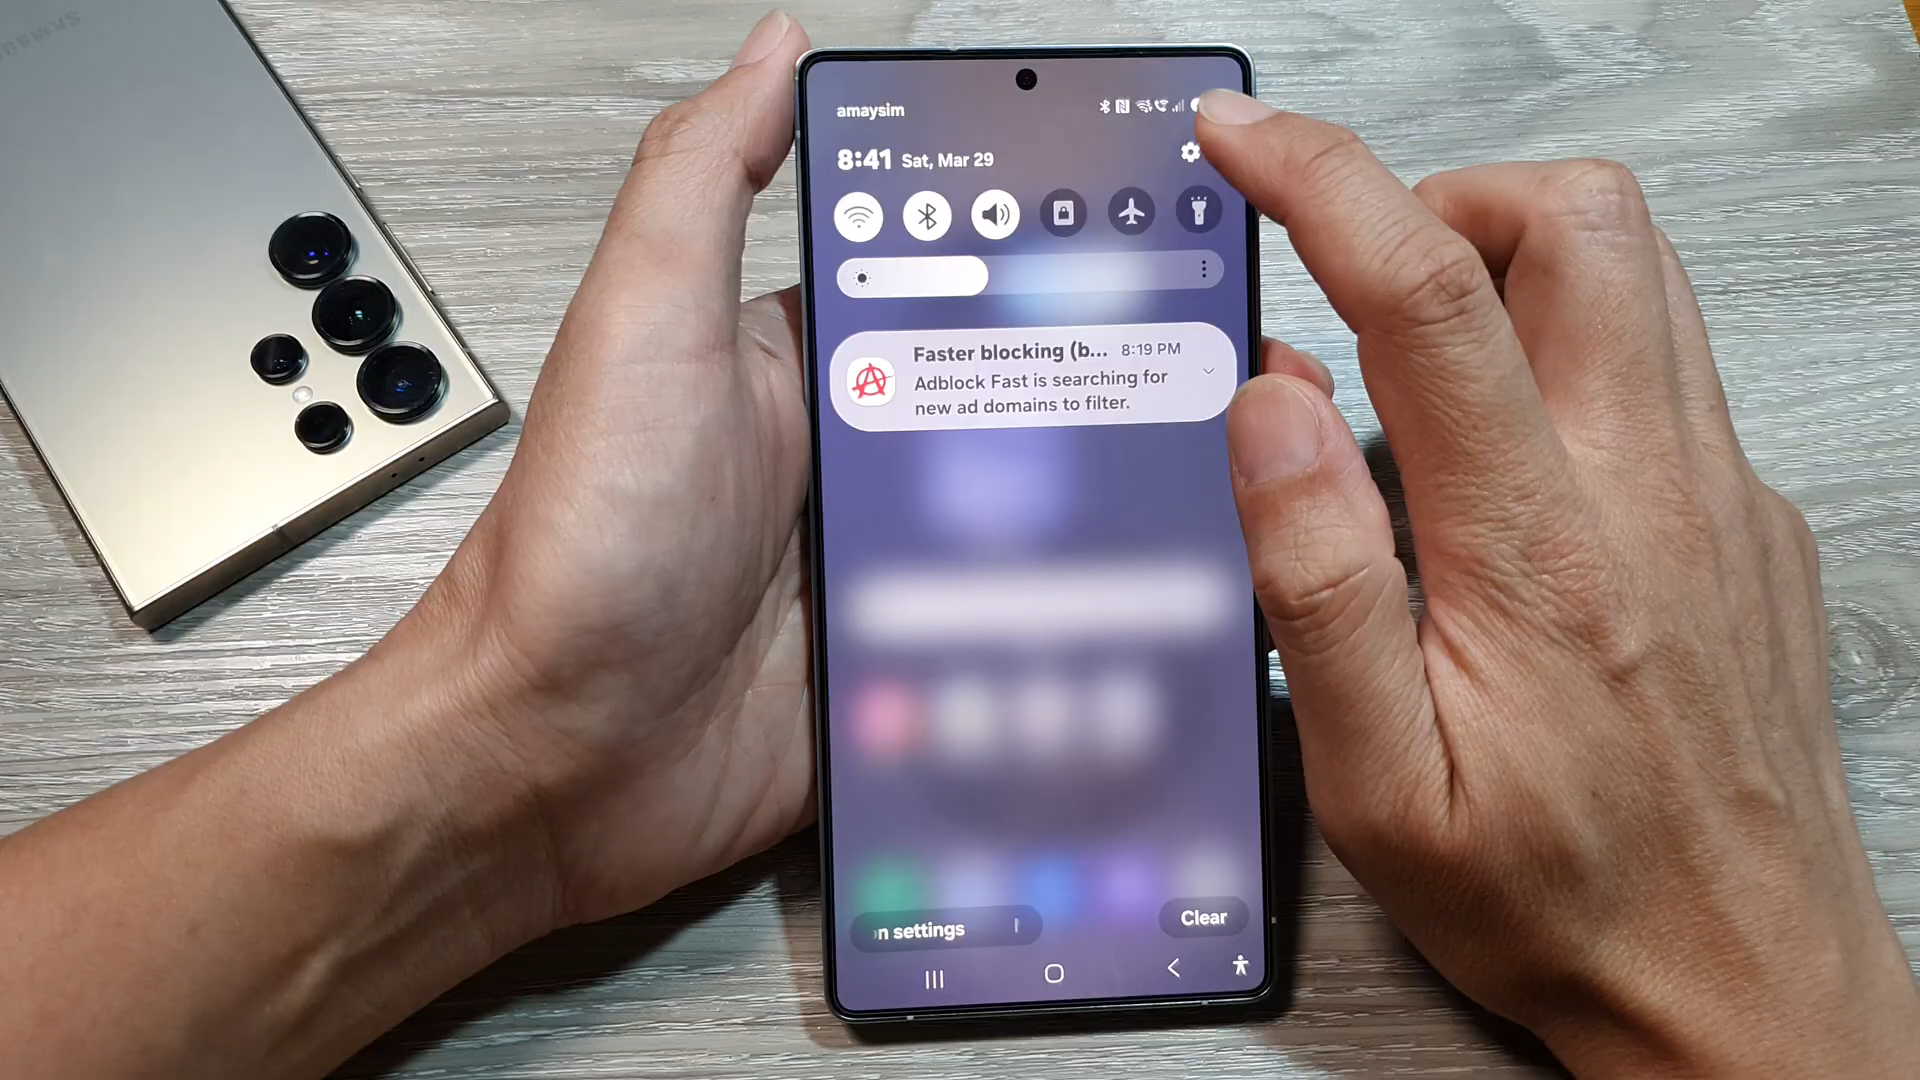 SAMSUNG
amaysim
8:41 Sat, Mar 29
Faster blocking (b... 8:19 PM
Adblock Fast is searching for
new ad domains to filter.
n settings
Clear